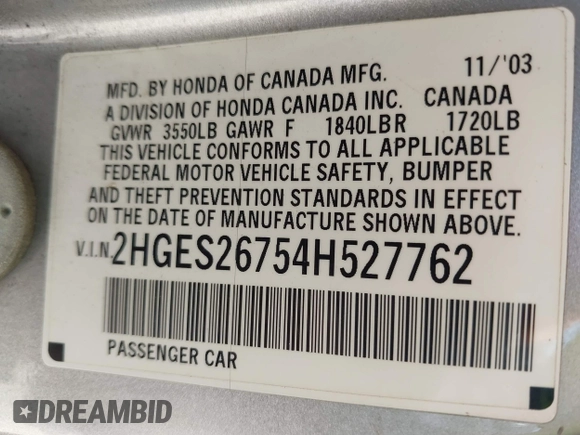 MFD. BY HONDA OF CANADA MFG. 11/'03
A DIVISION OF HONDA CANADA INC. CANADA
GVWR 3550LB GAWR F 1840LB R 1720LB
THIS VEHICLE CONFORMS TO ALL APPLICABLE
FEDERAL MOTOR VEHICLE SAFETY, BUMPER
AND THEFT PREVENTION STANDARDS IN EFFECT
ON THE DATE OF MANUFACTURE SHOWN ABOVE.
V.I.N. 2HGES26754H527762
PASSENGER CAR
DREAMBID